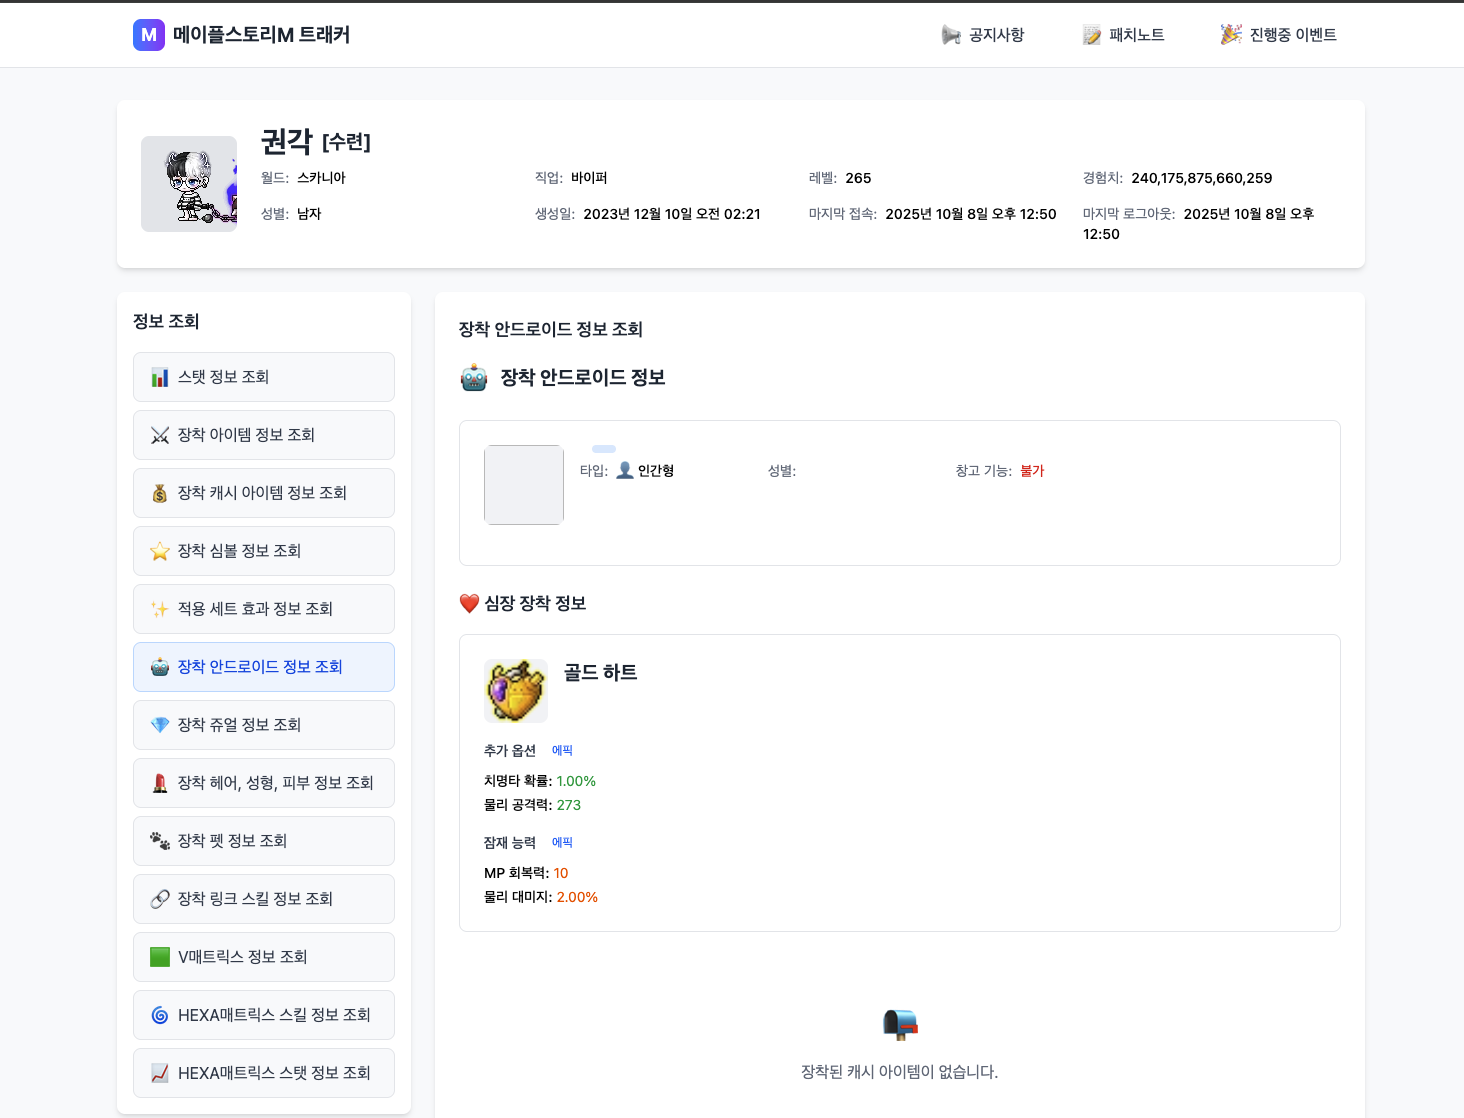 M 메이플스토리M 트래커
공지사항
패치노트
진행중 이벤트
권각 [수련]
월드: 스카니아
직업: 바이퍼
레벨: 265
경험치: 240,175,875,660,259
성별: 남자
생성일: 2023년 12월 10일 오전 02:21
마지막 접속: 2025년 10월 8일 오후 12:50
마지막 로그아웃: 2025년 10월 8일 오후
12:50
정보 조회
스탯 정보 조회
장착 아이템 정보 조회
장착 캐시 아이템 정보 조회
장착 심볼 정보 조회
적용 세트 효과 정보 조회
장착 안드로이드 정보 조회
장착 쥬얼 정보 조회
장착 헤어, 성형, 피부 정보 조회
장착 펫 정보 조회
장착 링크 스킬 정보 조회
V매트릭스 정보 조회
HEXA매트릭스 스킬 정보 조회
HEXA매트릭스 스탯 정보 조회
장착 안드로이드 정보 조회
장착 안드로이드 정보
타입: 인간형
성별:
창고 기능: 불가
심장 장착 정보
골드 하트
추가 옵션 에픽
치명타 확률: 1.00%
물리 공격력: 273
잠재 능력 에픽
MP 회복력: 10
물리 대미지: 2.00%
장착된 캐시 아이템이 없습니다.